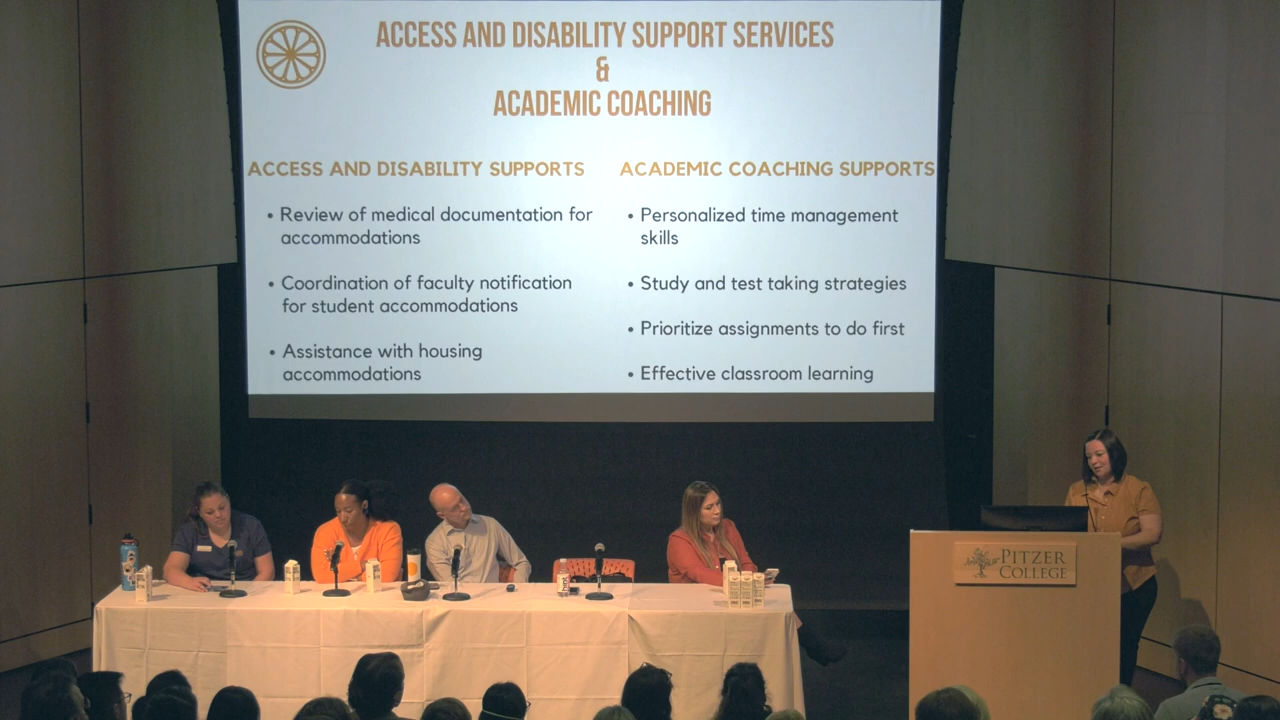 ACCESS AND DISABILITY SUPPORT SERVICES
&
ACADEMIC COACHING
ACCESS AND DISABILITY SUPPORTS
• Review of medical documentation for
accommodations
• Coordination of faculty notification
for student accommodations
• Assistance with housing
accommodations
ACADEMIC COACHING SUPPORTS
• Personalized time management
skills
• Study and test taking strategies
• Prioritize assignments to do first
• Effective classroom learning
PITZER
COLLEGE
hint